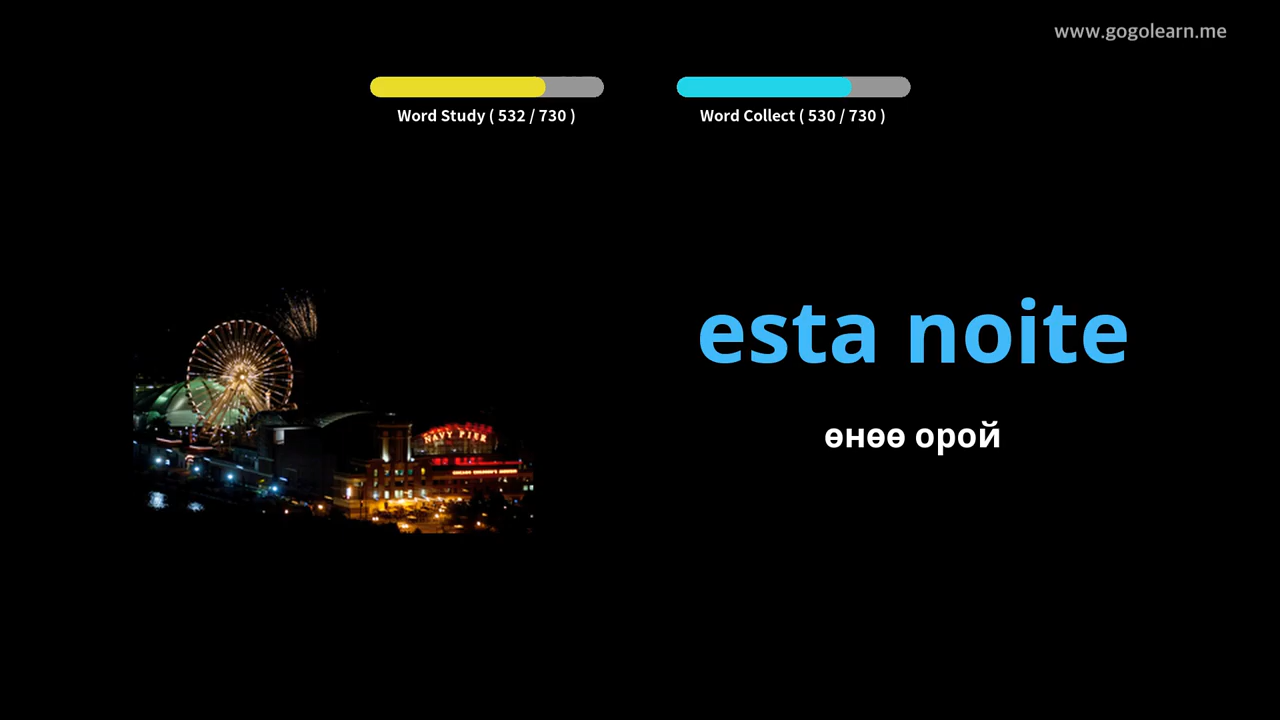 www.gogolearn.me
Word Study ( 532 / 730 )
Word Collect ( 530 / 730 )
esta noite
өнөө орой
NAVY PIER